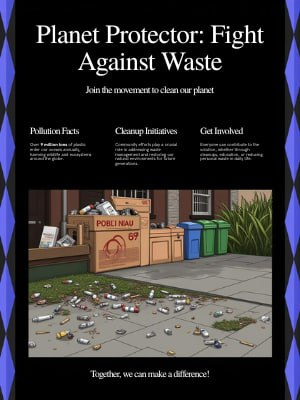 Planet Protector: Fight
Against Waste
Join the movement to clean our planet
Pollution Facts
Over 9 million tons of plastic
enter our oceans annually,
harming wildlife and ecosystems
around the globe.
Cleanup Initiatives
Community efforts play a crucial
role in addressing waste
management and restoring our
natural environments for future
generations.
Get Involved
Everyone can contribute to the
solution, whether through
cleanups, education, or reducing
personal waste in daily life.
POBLI NIAU
69
Together, we can make a difference!